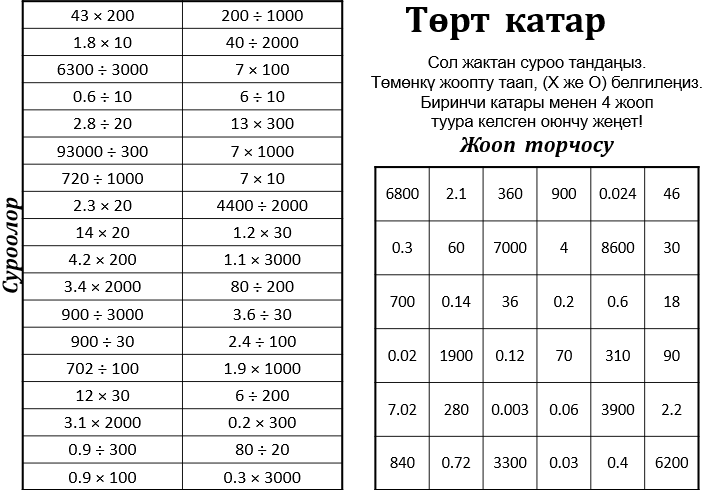 Суроолор
43 × 200 200 ÷ 1000
1.8 × 10 40 ÷ 2000
6300 ÷ 3000 7 × 100
0.6 ÷ 10 6 ÷ 10
2.8 ÷ 20 13 × 300
93000 ÷ 300 7 × 1000
720 ÷ 1000 7 × 10
2.3 × 20 4400 ÷ 2000
14 × 20 1.2 × 30
4.2 × 200 1.1 × 3000
3.4 × 2000 80 ÷ 200
900 ÷ 3000 3.6 ÷ 30
900 ÷ 30 2.4 ÷ 100
702 ÷ 100 1.9 × 1000
12 × 30 6 ÷ 200
3.1 × 2000 0.2 × 300
0.9 ÷ 300 80 ÷ 20
0.9 × 100 0.3 × 3000
Төрт катар
Сол жактан суроо тандаңыз.
Төмөнкү жоопту таап, (X же O) белгилеңиз.
Биринчи катары менен 4 жооп
туура келсген оюнчу жеңет!
Жооп торчосу
6800 2.1 360 900 0.024 46
0.3 60 7000 4 8600 30
700 0.14 36 0.2 0.6 18
0.02 1900 0.12 70 310 90
7.02 280 0.003 0.06 3900 2.2
840 0.72 3300 0.03 0.4 6200